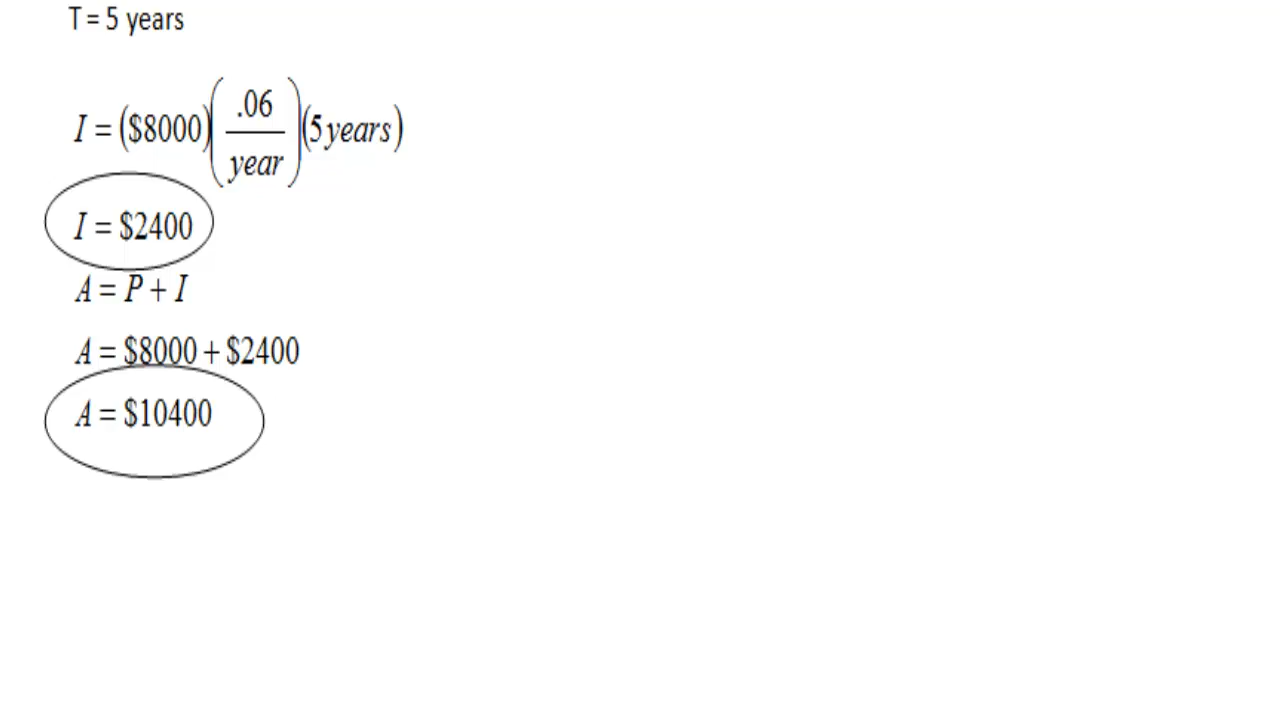 T = 5 years
I = ($8000)(.06/year)(5years)
I = $2400
A = P + I
A = $8000 + $2400
A = $10400